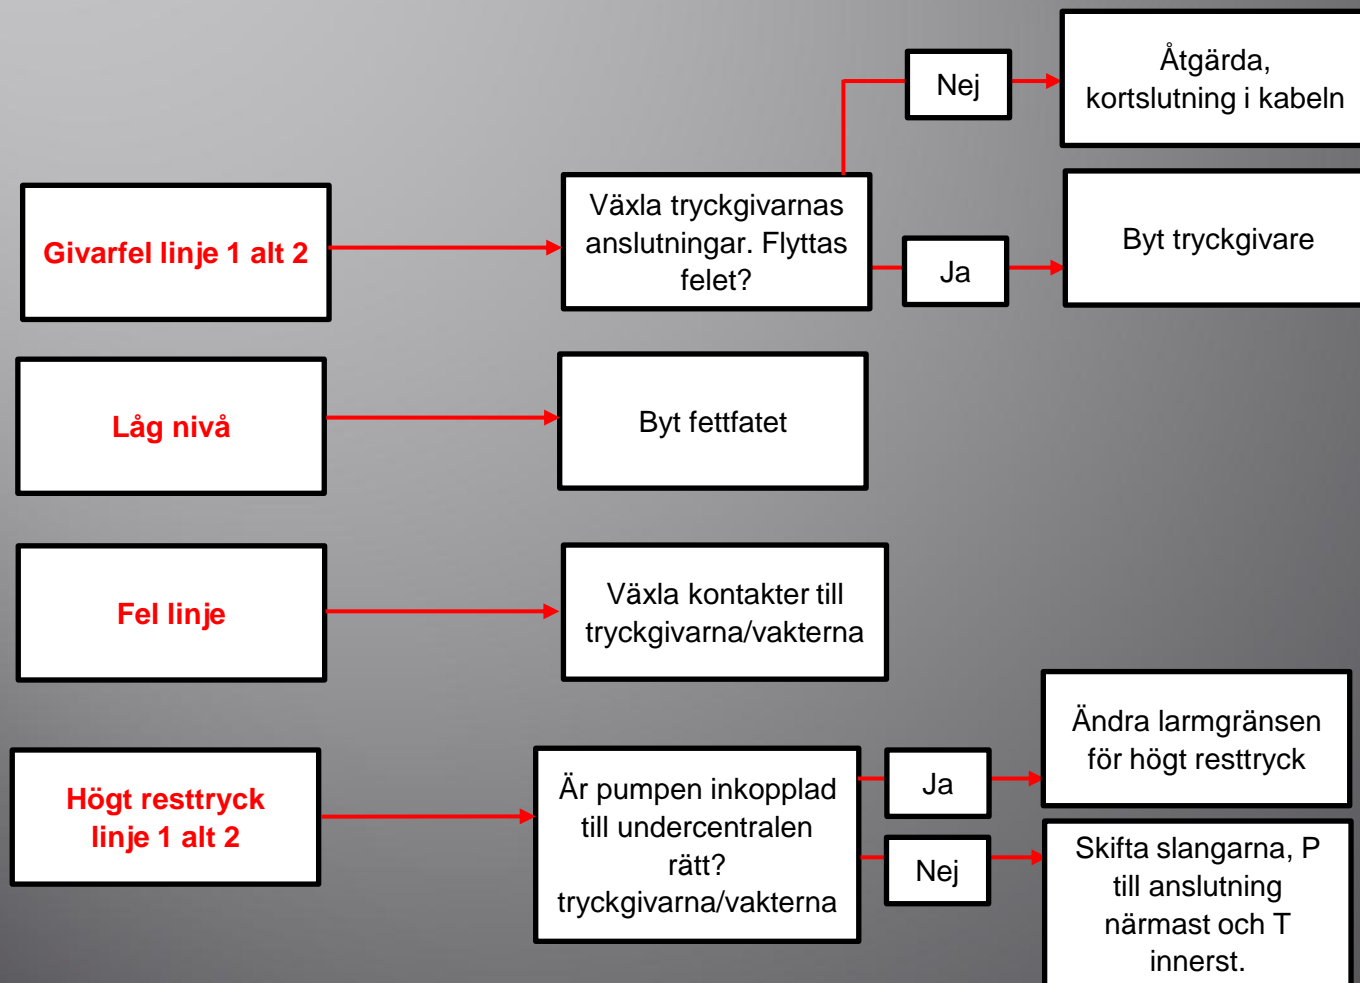 Nej
Åtgärda,
kortslutning i kabeln
Givarfel linje 1 alt 2
Växla tryckgivarnas
anslutningar. Flyttas
felet?
Ja
Byt tryckgivare
Låg nivå
Byt fettfatet
Fel linje
Växla kontakter till
tryckgivarna/vakterna
Högt resttryck
linje 1 alt 2
Är pumpen inkopplad
till undercentralen
rätt?
tryckgivarna/vakterna
Ja
Ändra larmgränsen
för högt resttryck
Nej
Skifta slangarna, P
till anslutning
närmast och T
innerst.